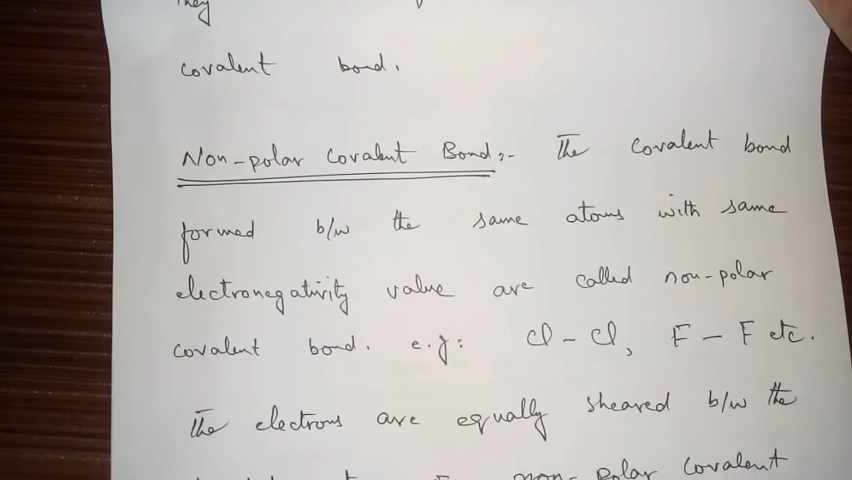 They
covalent bond.
Non-polar Covalent Bond:- The covalent bond
formed b/w the same atoms with same
electronegativity value are called non-polar
covalent bond. e.g: Cl - Cl, F - F etc.
The electrons are equally sheared b/w the
non-polar covalent